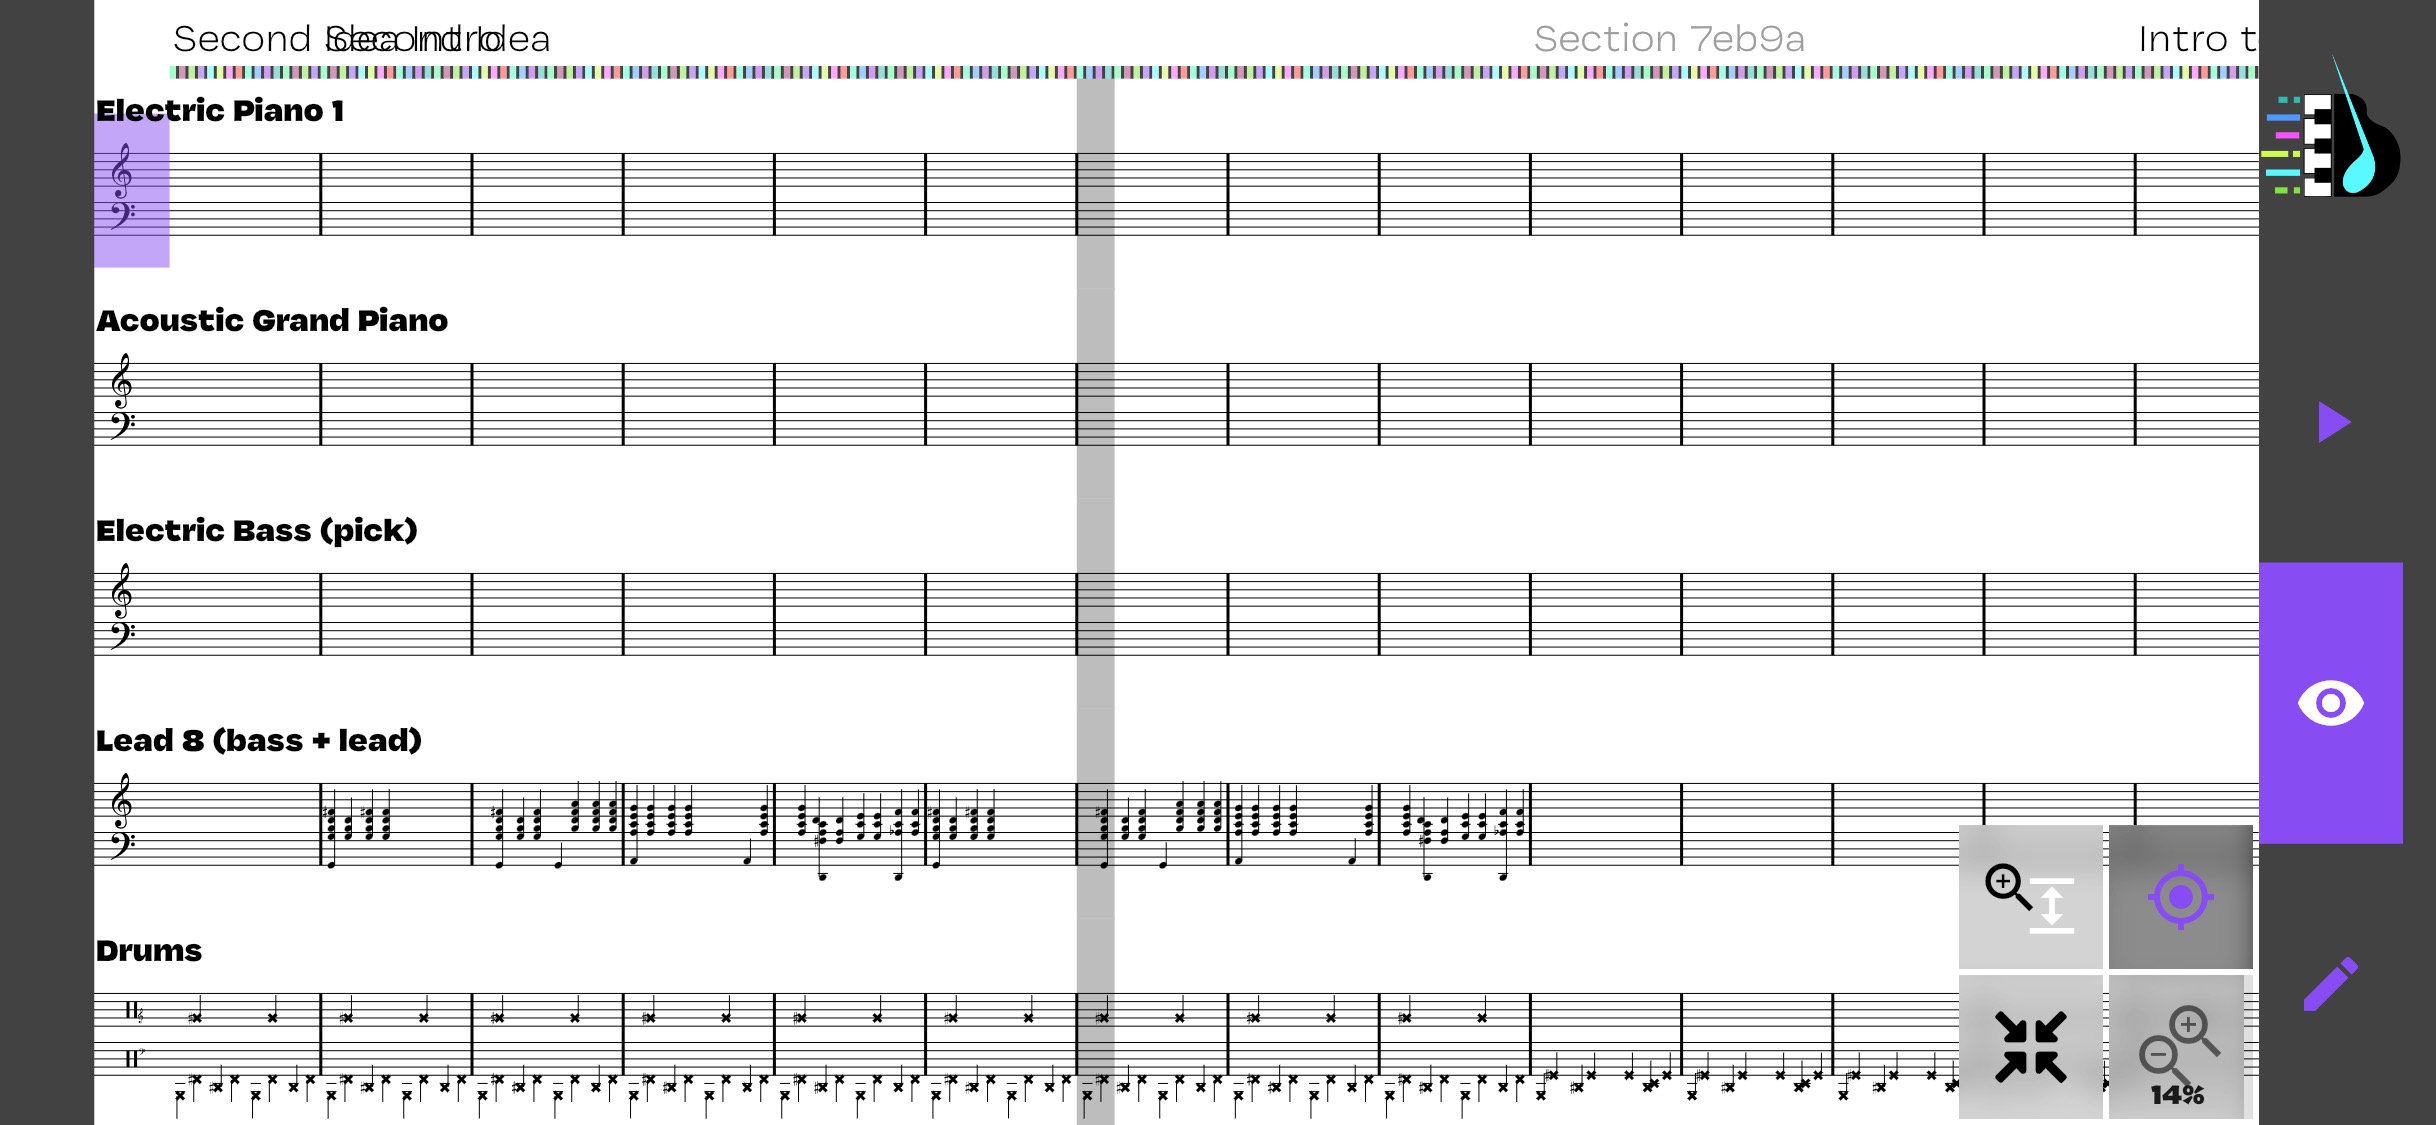 Second Idea Intro
Second Idea
Section 7eb9a
Intro t
Electric Piano 1
Acoustic Grand Piano
Electric Bass (pick)
Lead 8 (bass + lead)
Drums
14%